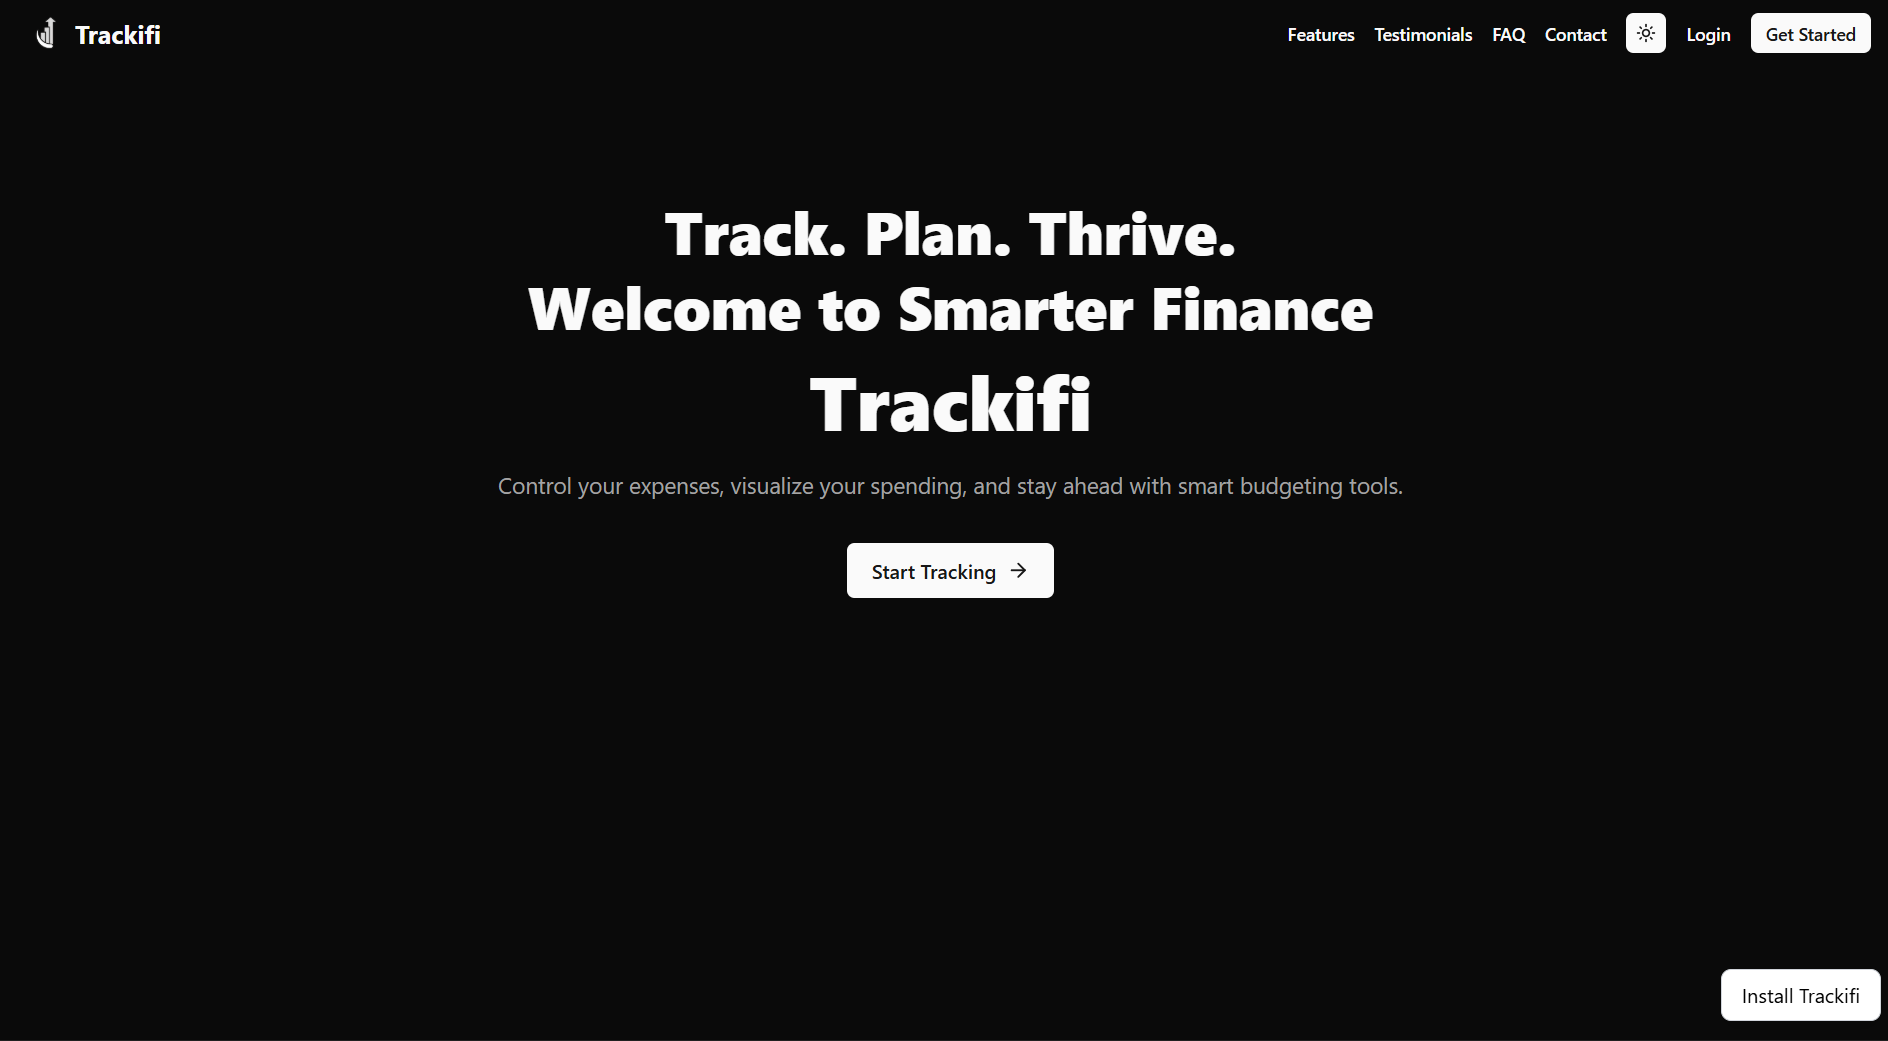 Trackifi
Features Testimonials FAQ Contact Login Get Started
Track. Plan. Thrive.
Welcome to Smarter Finance
Trackifi
Control your expenses, visualize your spending, and stay ahead with smart budgeting tools.
Start Tracking
Install Trackifi